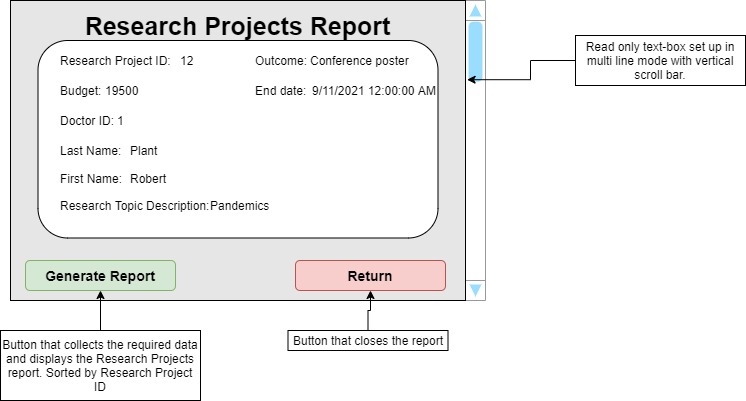 Research Projects Report
Research Project ID: 12
Outcome: Conference poster
Budget: 19500
End date: 9/11/2021 12:00:00 AM
Doctor ID: 1
Last Name: Plant
First Name: Robert
Research Topic Description: Pandemics
Generate Report
Return
Read only text-box set up in
multi line mode with vertical
scroll bar.
Button that collects the required data
and displays the Research Projects
report. Sorted by Research Project
ID
Button that closes the report